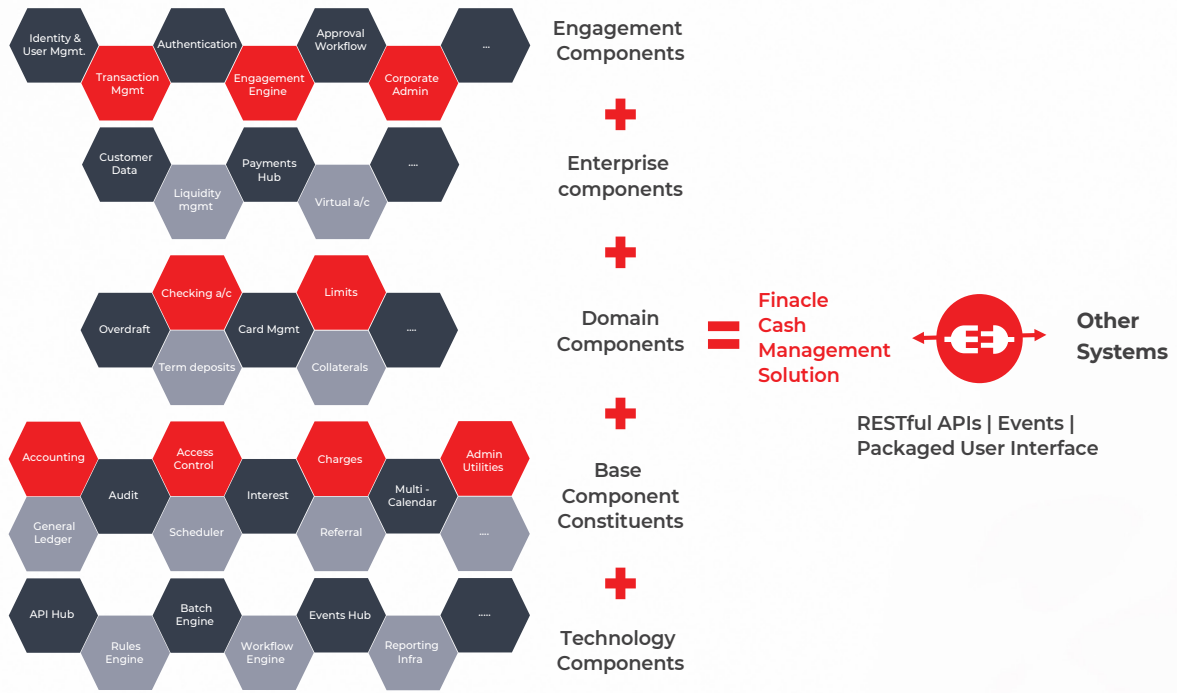 Identity &
User Mgmt.
Authentication
Approval
Workflow
...
Transaction
Mgmt
Engagement
Engine
Corporate
Admin
Engagement
Components
Customer
Data
Payments
Hub
....
Liquidity
mgmt
Virtual a/c
Enterprise
components
Checking a/c
Limits
Overdraft
Card Mgmt
....
Term deposits
Collaterals
Domain
Components
Accounting
Access
Control
Charges
Admin
Utilities
Audit
Interest
Multi -
Calendar
General
Ledger
Scheduler
Referral
....
Base
Component
Constituents
API Hub
Batch
Engine
Events Hub
.....
Rules
Engine
Workflow
Engine
Reporting
Infra
Technology
Components
Finacle
Cash
Management
Solution
Other
Systems
RESTful APIs | Events |
Packaged User Interface